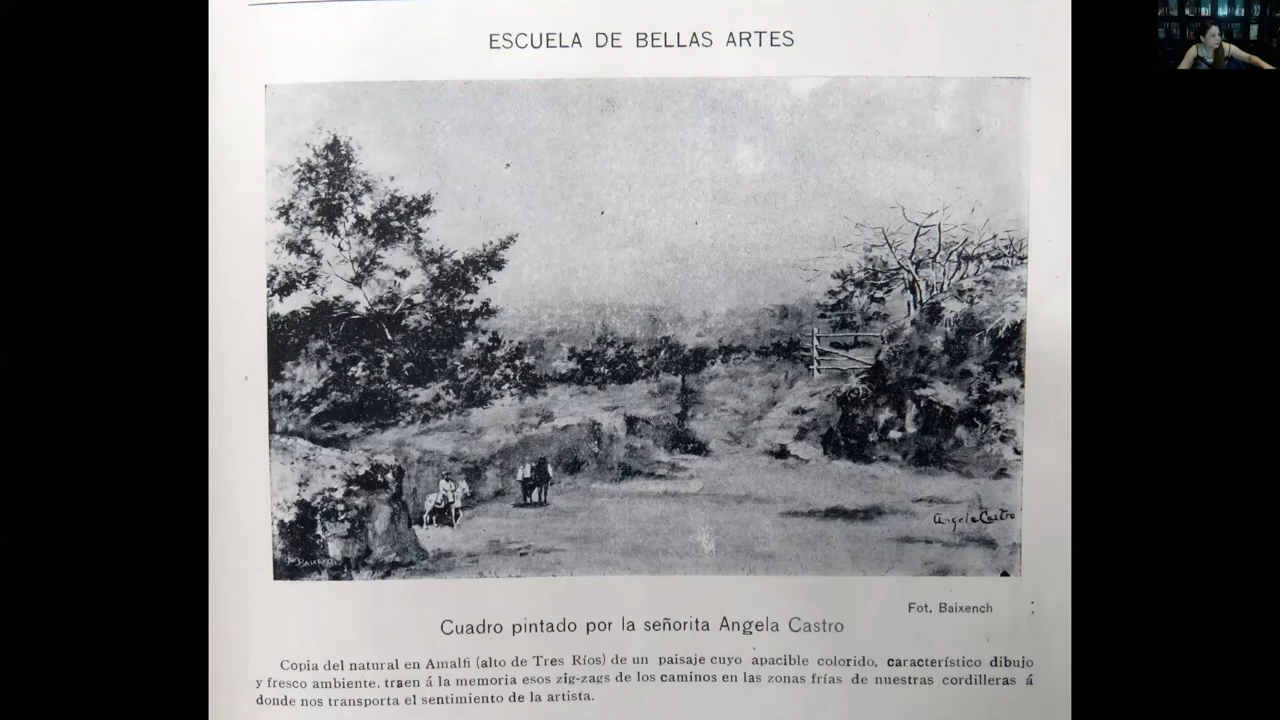 ESCUELA DE BELLAS ARTES
Angela Castro
Fot. Baixench
Cuadro pintado por la señorita Angela Castro
Copia del natural en Amalfi (alto de Tres Ríos) de un paisaje cuyo apacible colorido, característico dibujo
y fresco ambiente, traen á la memoria esos zig-zags de los caminos en las zonas frías de nuestras cordilleras á
donde nos transporta el sentimiento de la artista.